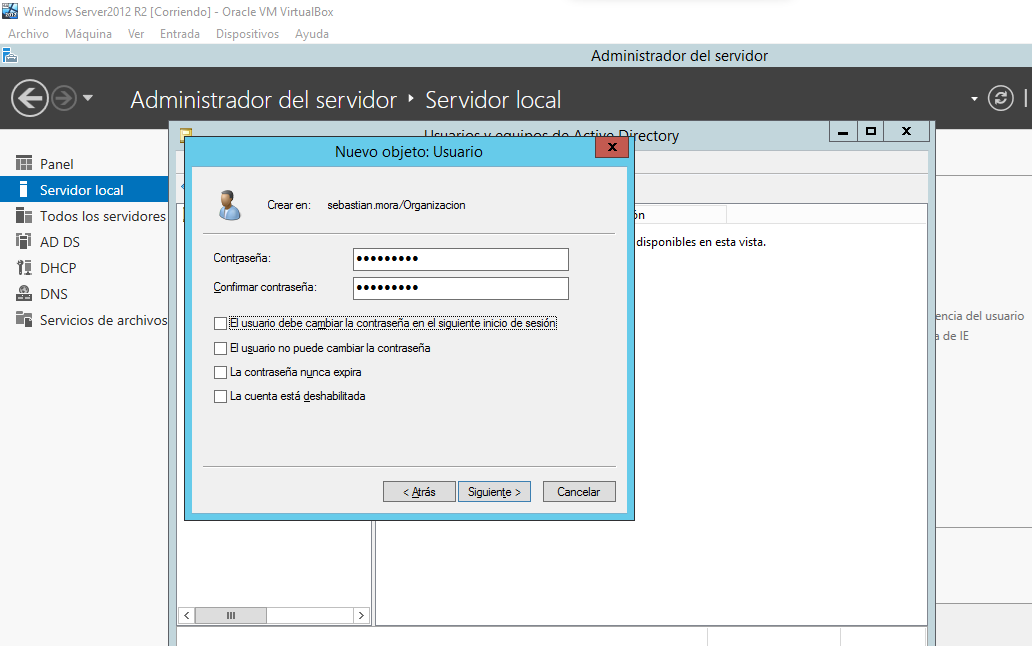 Windows Server2012 R2 [Corriendo] - Oracle VM VirtualBox
Archivo Máquina Ver Entrada Dispositivos Ayuda
Administrador del servidor
Administrador del servidor Servidor local
Usuarios y equipos de Active Directory
Nuevo objeto: Usuario
Panel
Servidor local
Todos los servidores
AD DS
DHCP
DNS
Servicios de archivos
Crear en: sebastian.mora/Organizacion
Contraseña:
Confirmar contraseña:
El usuario debe cambiar la contraseña en el siguiente inicio de sesión
El usuario no puede cambiar la contraseña
La contraseña nunca expira
La cuenta está deshabilitada
< Atrás Siguiente > Cancelar
ón
disponibles en esta vista.
encia del usuario
a de IE